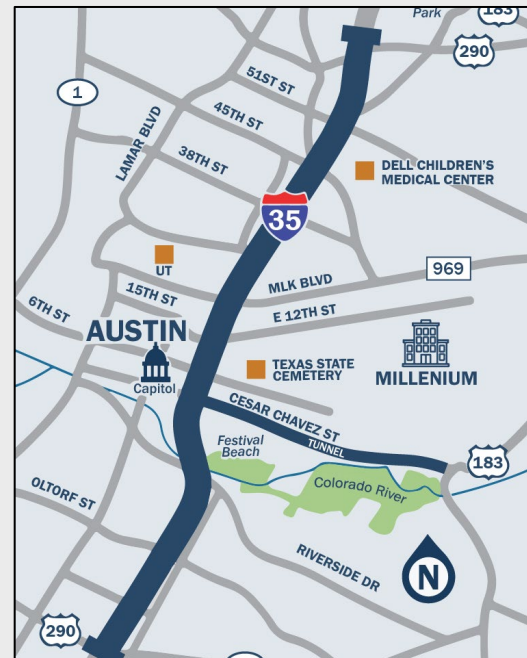 Park
183
290
1
51ST ST
45TH ST
LAMAR BLVD
38TH ST
DELL CHILDREN'S
MEDICAL CENTER
35
UT
969
MLK BLVD
15TH ST
E 12TH ST
6TH ST
AUSTIN
Capitol
TEXAS STATE
CEMETERY
MILLENIUM
CESAR CHAVEZ ST
TUNNEL
Festival
Beach
183
Colorado River
OLTORF ST
RIVERSIDE DR
N
290